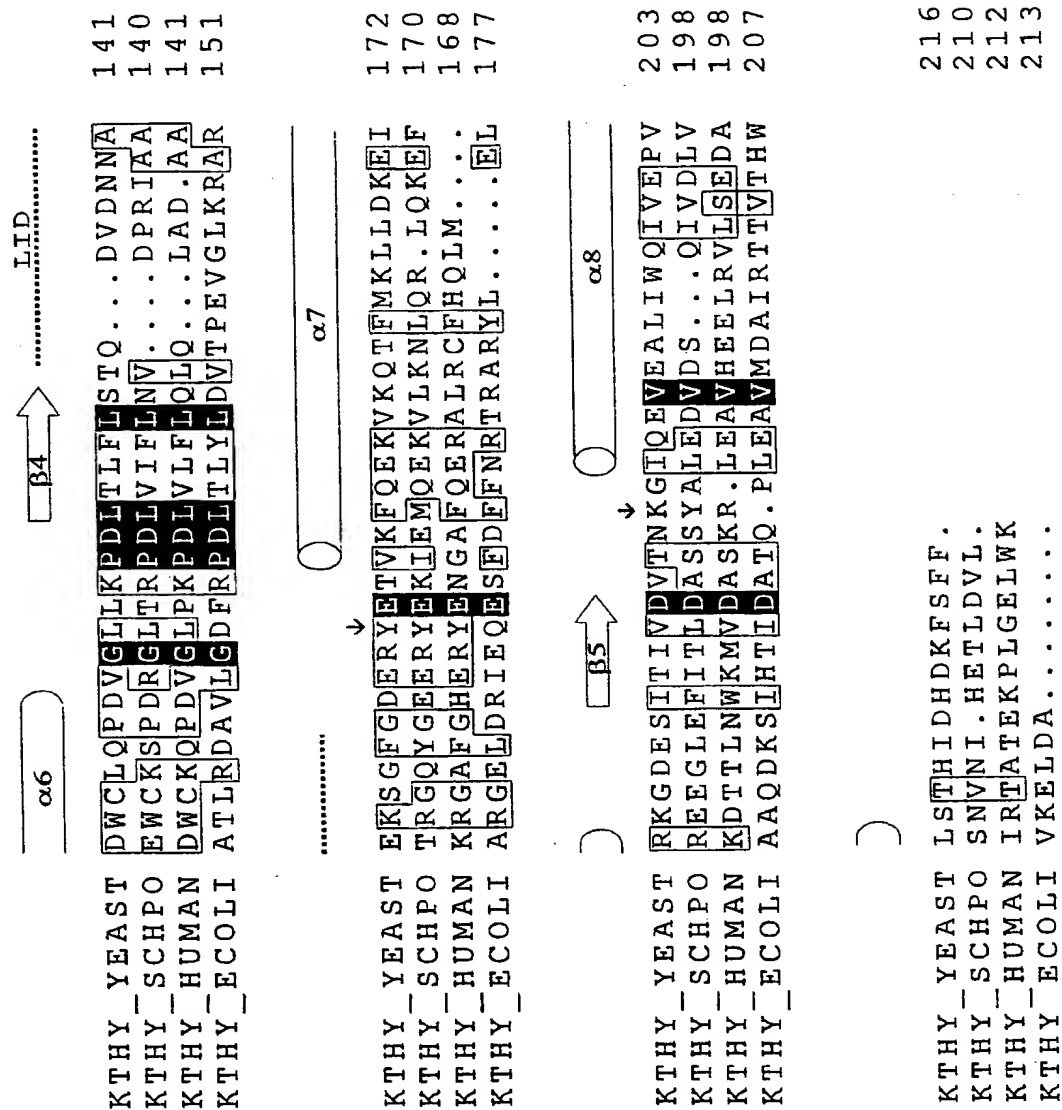 LID
α6 β4
KTHY_YEAST DWCLQPDVGLLKPDLTLFLSTQ...DVDNNA 141
KTHY_SCHPO EWCKSPDRGLTRPDLVIFLNV....DPRIAA 140
KTHY_HUMAN DWCKQPDVGLPKPDLVLFLQLQ...LAD.AA 141
KTHY_ECOLI ATLRDAVLGDFRPDLTLYLDVTPEVGLKRAR 151
α7
↓
KTHY_YEAST EKSGFGDERYETVKFQEKVKQTFMKLLDKEI 172
KTHY_SCHPO TRGQYGEERYEKIEMQEKVLKNLQR.LQKEF 170
KTHY_HUMAN KRGAFGHERYENGAFQERALRCFHQLM.... 168
KTHY_ECOLI ARGELDRIEQESFDFFNRTRARYL.....EL 177
β5 α8
↓
KTHY_YEAST RKGDESITIVDVTNKGIQEVEALIWQIVEPV 203
KTHY_SCHPO REEGLEFITLDASSYALEDVDS...QIVDLV 198
KTHY_HUMAN KDTTLNWKMVDASKR.LEAVHEELRVLSEDA 198
KTHY_ECOLI AAQDKSIHTIDATQ.PLEAVMDAIRTTVTHW 207
KTHY_YEAST LSTHIDHDKFSFF. 216
KTHY_SCHPO SNVNI.HETLDVL. 210
KTHY_HUMAN IRTATEKPLGELWK 212
KTHY_ECOLI VKELDA........ 213